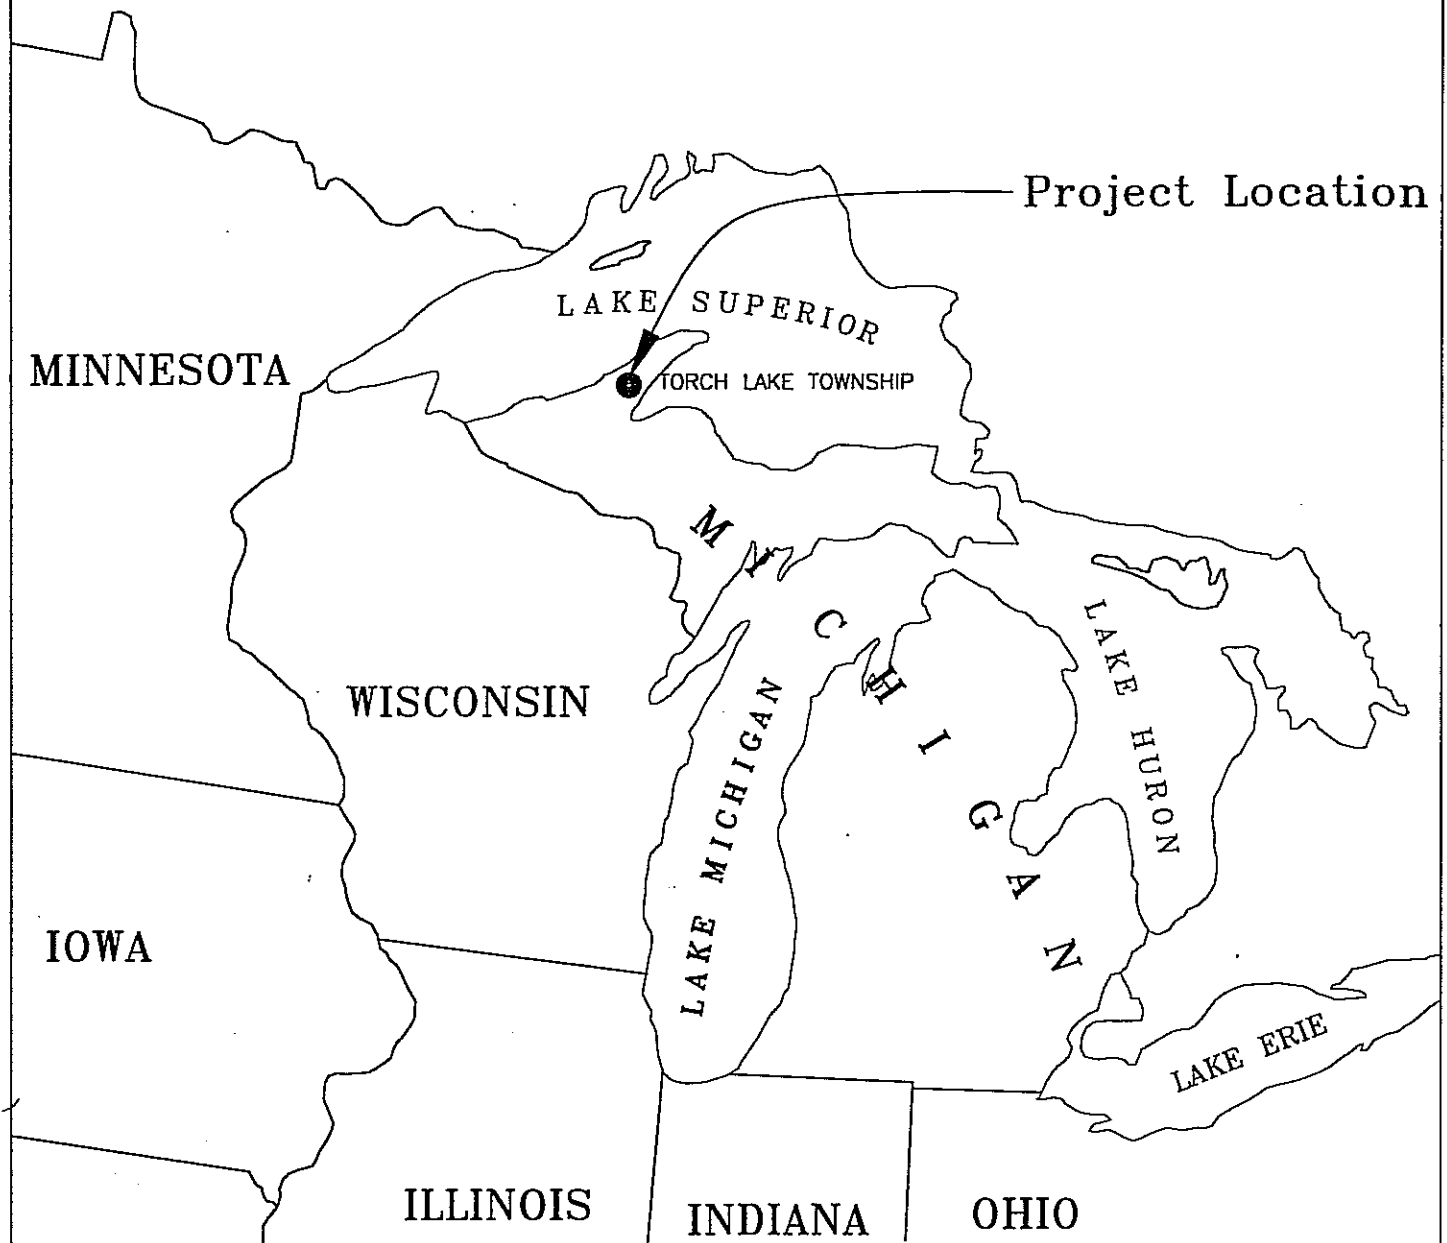 Project Location
LAKE SUPERIOR
MINNESOTA
TORCH LAKE TOWNSHIP
MICHIGAN
LAKE HURON
WISCONSIN
LAKE MICHIGAN
IOWA
LAKE ERIE
ILLINOIS
INDIANA
OHIO